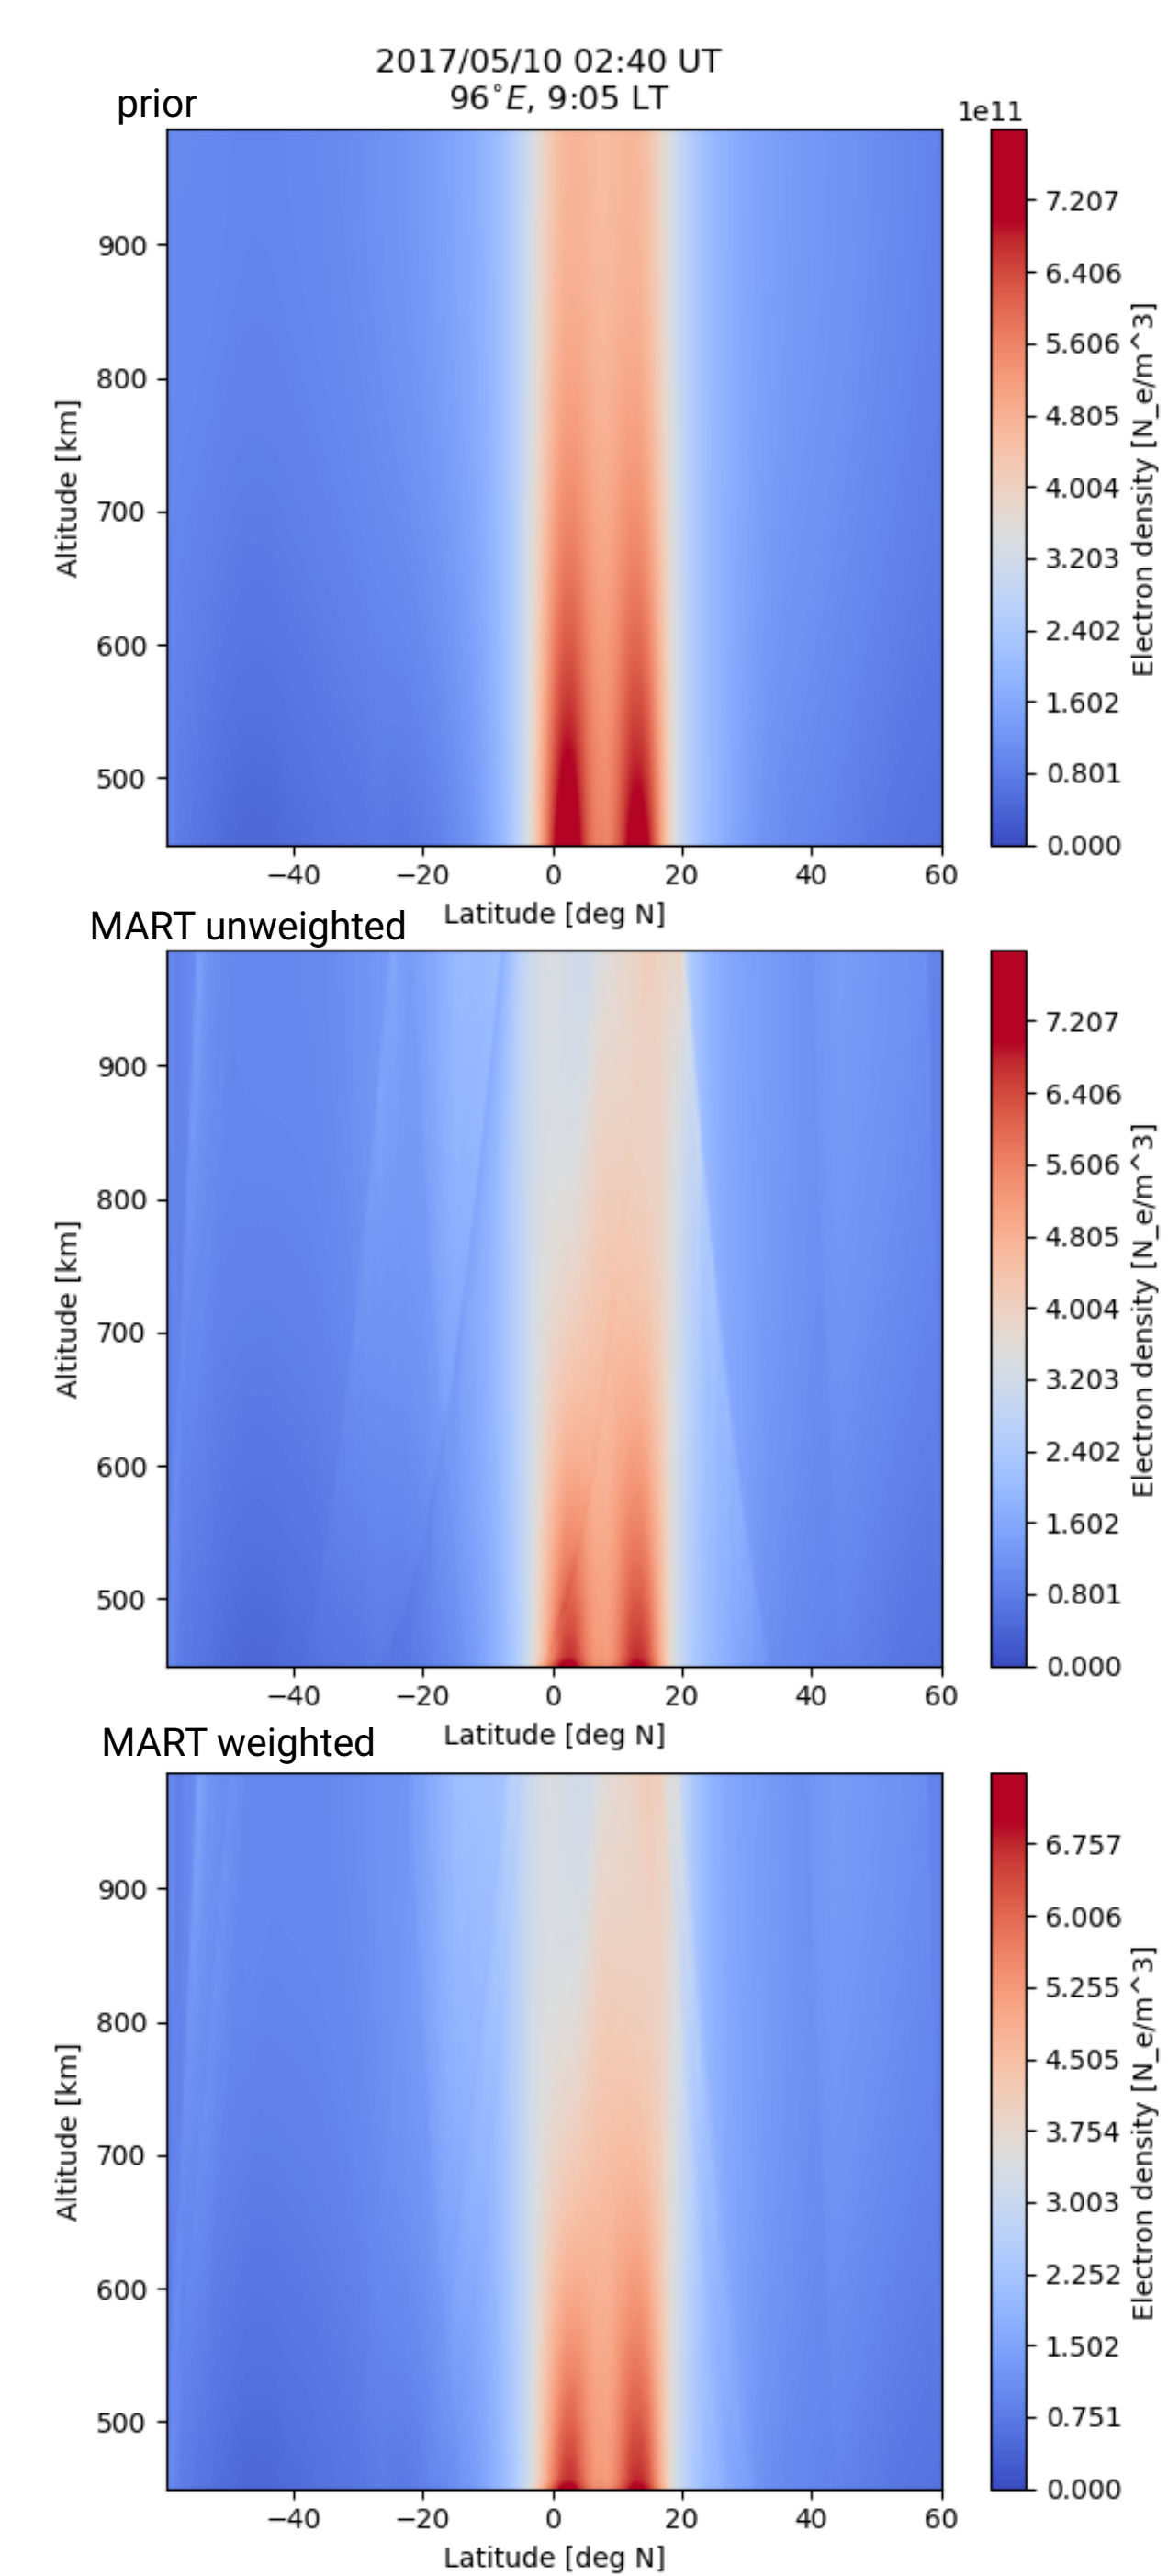 2017/05/10 02:40 UT
96°E, 9:05 LT
prior
1e11
900
800
700
600
500
Altitude [km]
−40 −20 0 20 40 60
Latitude [deg N]
7.207
6.406
5.606
4.805
4.004
3.203
2.402
1.602
0.801
0.000
Electron density [N_e/m^3]
MART unweighted
900
800
700
600
500
Altitude [km]
−40 −20 0 20 40 60
Latitude [deg N]
7.207
6.406
5.606
4.805
4.004
3.203
2.402
1.602
0.801
0.000
Electron density [N_e/m^3]
MART weighted
900
800
700
600
500
Altitude [km]
−40 −20 0 20 40 60
Latitude [deg N]
6.757
6.006
5.255
4.505
3.754
3.003
2.252
1.502
0.751
0.000
Electron density [N_e/m^3]